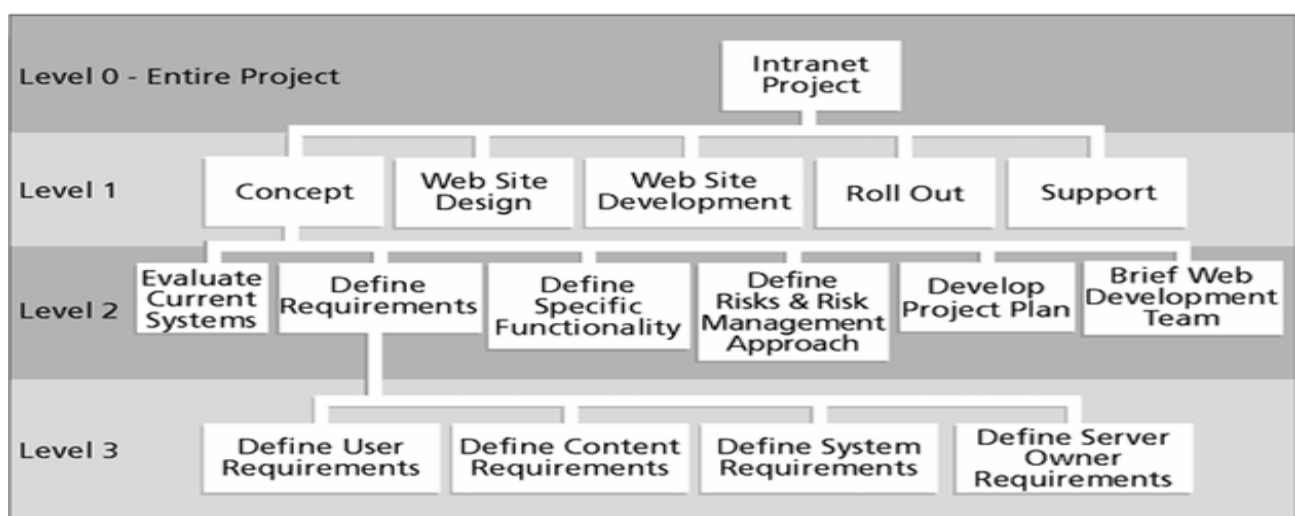 Level 0 - Entire Project
Intranet
Project
Level 1
Concept
Web Site
Design
Web Site
Development
Roll Out
Support
Level 2
Evaluate
Current
Systems
Define
Requirements
Define
Specific
Functionality
Define
Risks & Risk
Management
Approach
Develop
Project Plan
Brief Web
Development
Team
Level 3
Define User
Requirements
Define Content
Requirements
Define System
Requirements
Define Server
Owner
Requirements